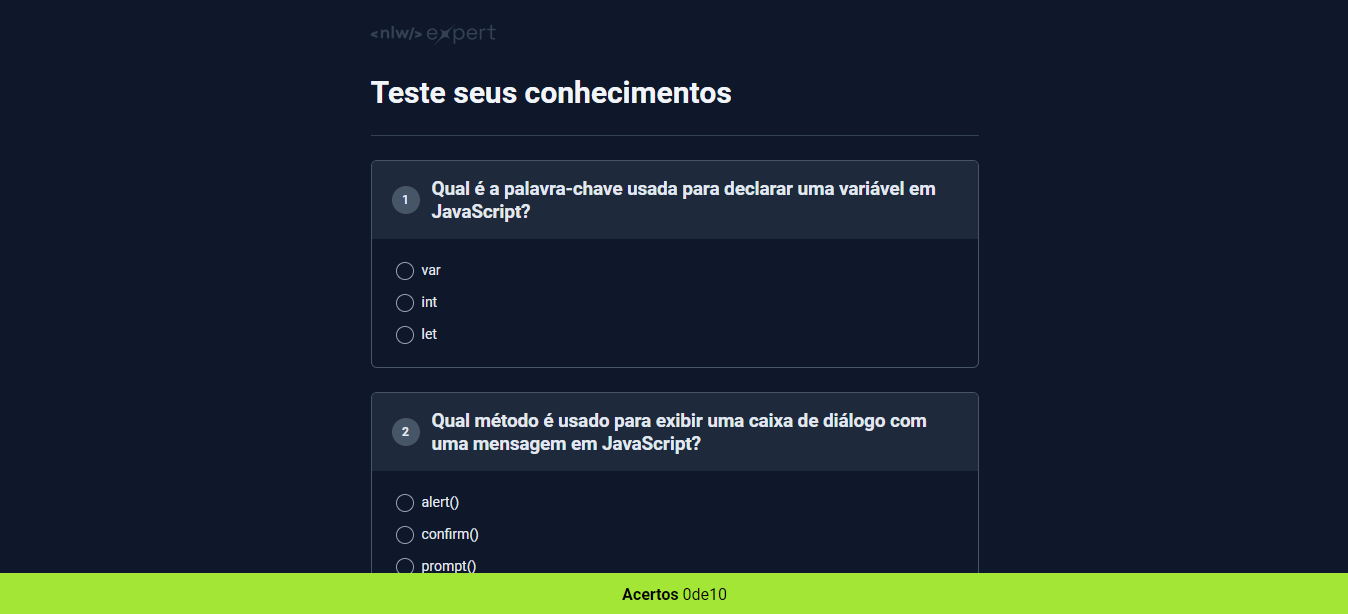 <nlw/> expert
Teste seus conhecimentos
1
Qual é a palavra-chave usada para declarar uma variável em
JavaScript?
var
int
let
2
Qual método é usado para exibir uma caixa de diálogo com
uma mensagem em JavaScript?
alert()
confirm()
prompt()
Acertos 0de10